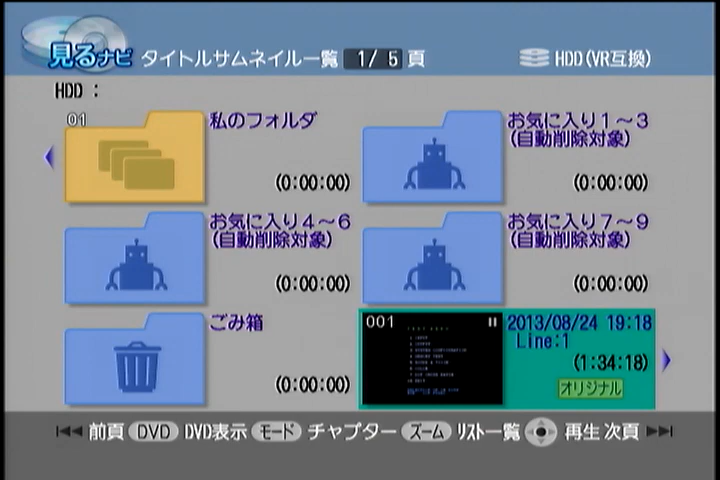 見るナビ タイトルサムネイル一覧 1/ 5 頁 HDD(VR互換)
HDD :
01 私のフォルダ
(0:00:00)
お気に入り１～３
(自動削除対象)
(0:00:00)
お気に入り４～６
(自動削除対象)
(0:00:00)
お気に入り７～９
(自動削除対象)
(0:00:00)
ごみ箱
(0:00:00)
001
2013/08/24 19:18
Line:1
(1:34:18)
オリジナル
前頁 DVD DVD表示 モード チャプター ズーム リスト一覧 再生 次頁